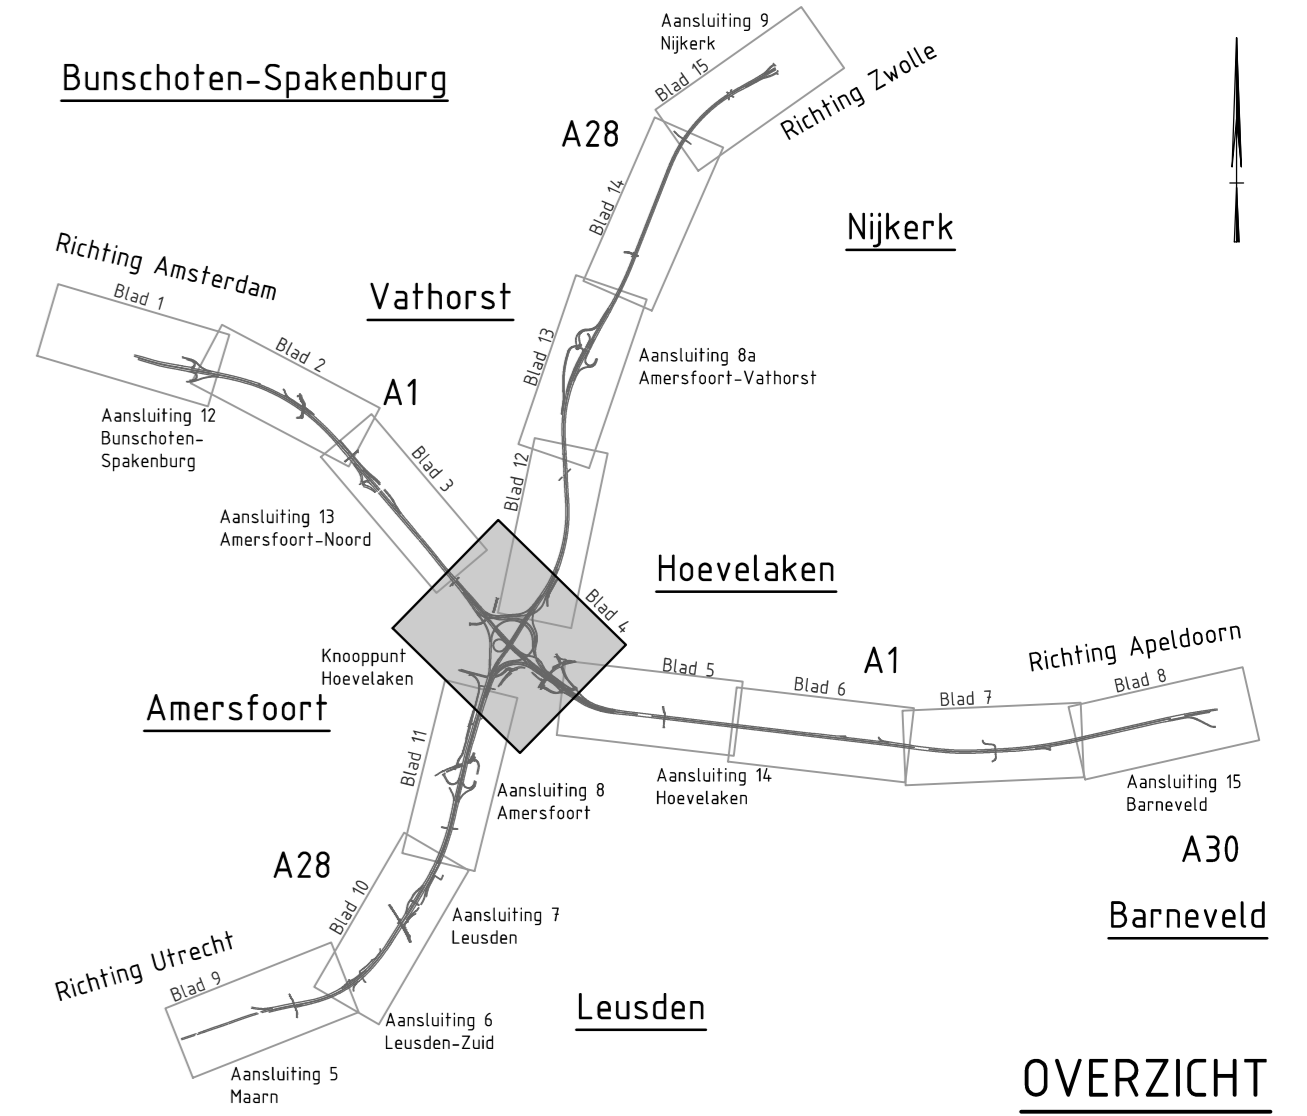 Aansluiting 9
Nijkerk
Blad 15
Richting Zwolle
Bunschoten-Spakenburg
A28
Blad 14
Nijkerk
Richting Amsterdam
Blad 1
Vathorst
Blad 2
Blad 13
Aansluiting 8a
Amersfoort-Vathorst
A1
Aansluiting 12
Bunschoten-
Spakenburg
Blad 3
Blad 12
Aansluiting 13
Amersfoort-Noord
Hoevelaken
Blad 4
Knooppunt
Hoevelaken
Blad 5
A1
Richting Apeldoorn
Blad 6
Blad 7
Blad 8
Amersfoort
Blad 11
Aansluiting 8
Amersfoort
Aansluiting 14
Hoevelaken
Aansluiting 15
Barneveld
A30
A28
Blad 10
Aansluiting 7
Leusden
Barneveld
Richting Utrecht
Blad 9
Leusden
Aansluiting 6
Leusden-Zuid
Aansluiting 5
Maarn
OVERZICHT